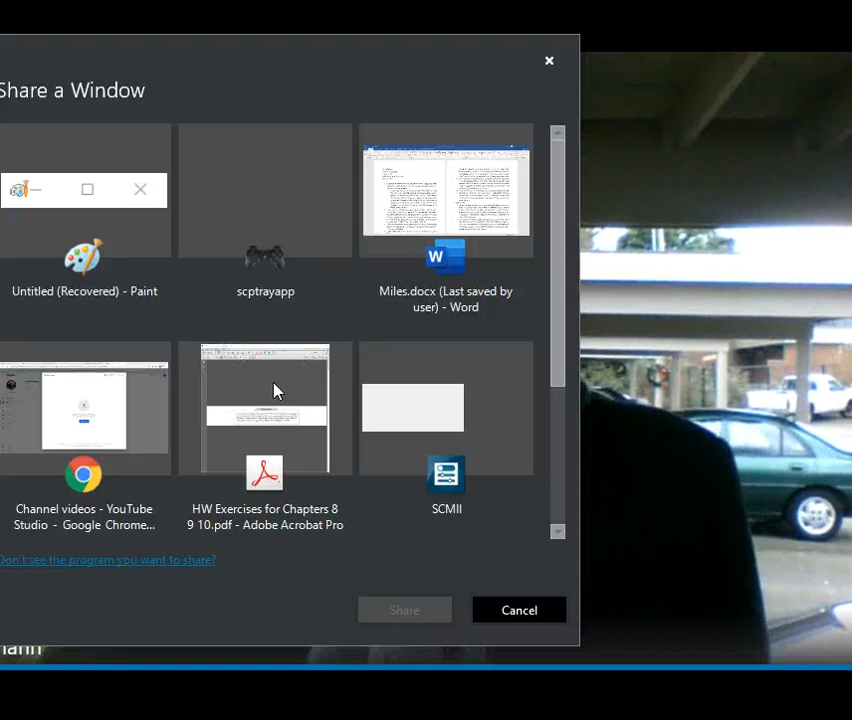 Share a Window
Untitled (Recovered) - Paint
scptrayapp
Miles.docx (Last saved by
user) - Word
Channel videos - YouTube
Studio - Google Chrome...
HW Exercises for Chapters 8
9 10.pdf - Adobe Acrobat Pro
SCMII
Don't see the program you want to share?
Share
Cancel